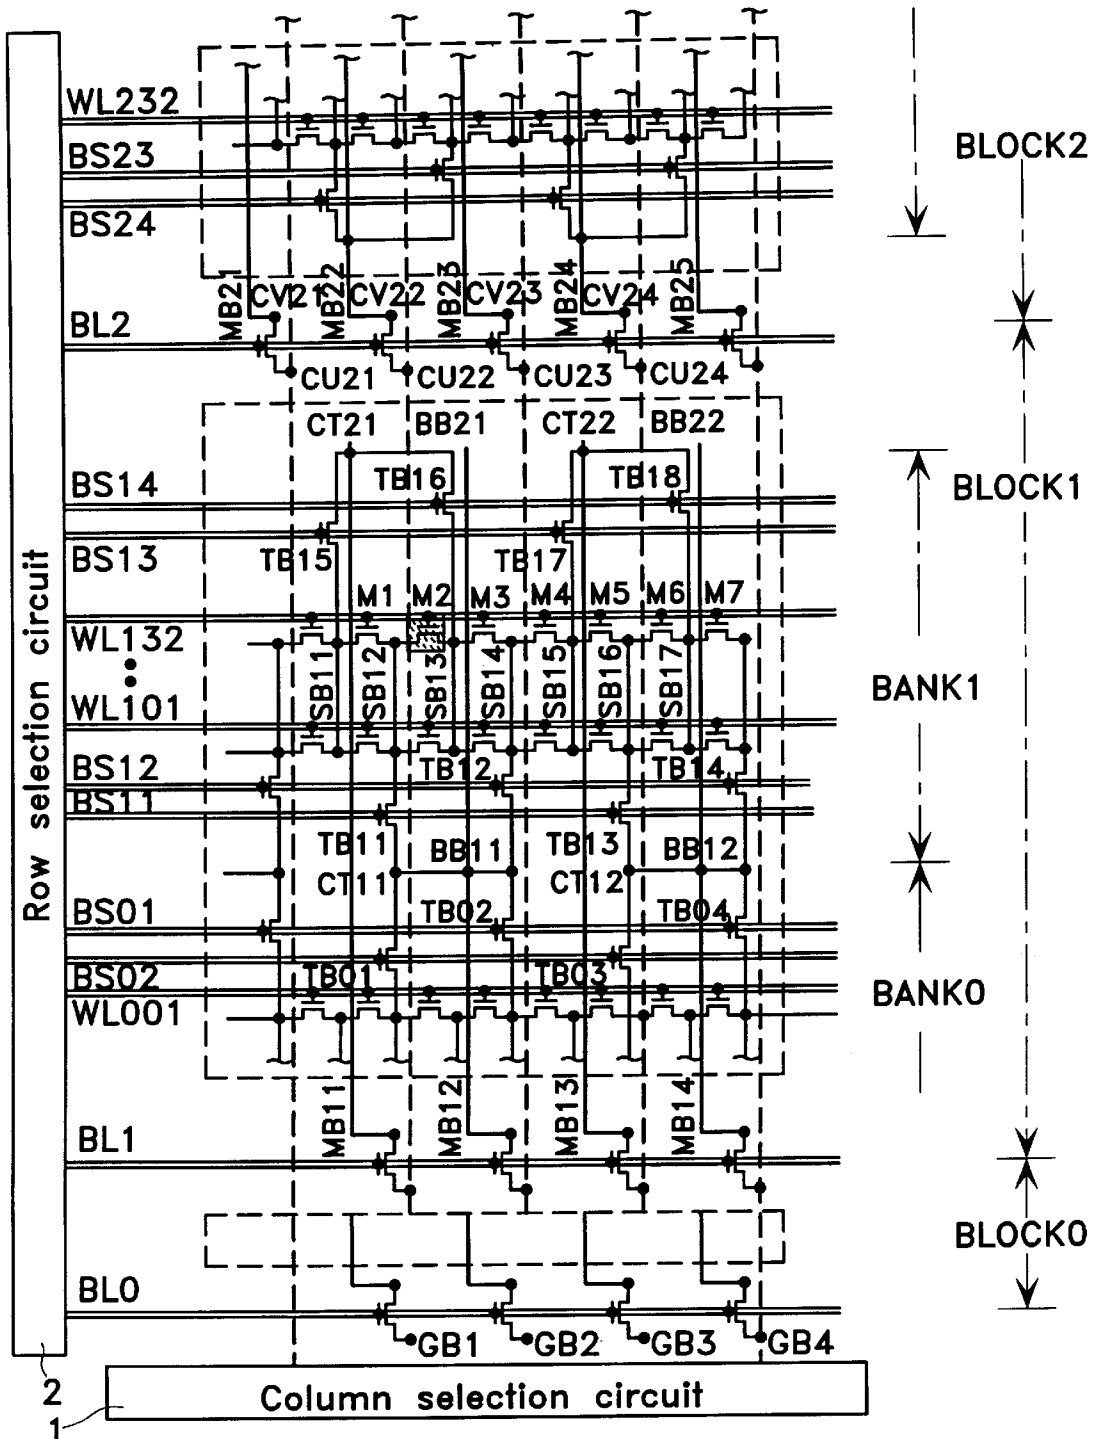 WL232
BS23
BLOCK2
BS24
MB21 CV21 MB22 CV22 MB23 CV23 MB24 CV24 MB25
BL2
CU21 CU22 CU23 CU24
CT21 BB21 CT22 BB22
BS14 TB16 TB18 BLOCK1
BS13 TB15 TB17
M1 M2 M3 M4 M5 M6 M7
WL132
SB11 SB12 SB13 SB14 SB15 SB16 SB17
BANK1
WL101
BS12 TB12 TB14
BS11
TB11 BB11 TB13 BB12
CT11 CT12
BS01 TB02 TB04
BS02 TB01 TB03
BANK0
WL001
MB11 MB12 MB13 MB14
BL1
BLOCK0
BL0
GB1 GB2 GB3 GB4
Row selection circuit
2
Column selection circuit
1